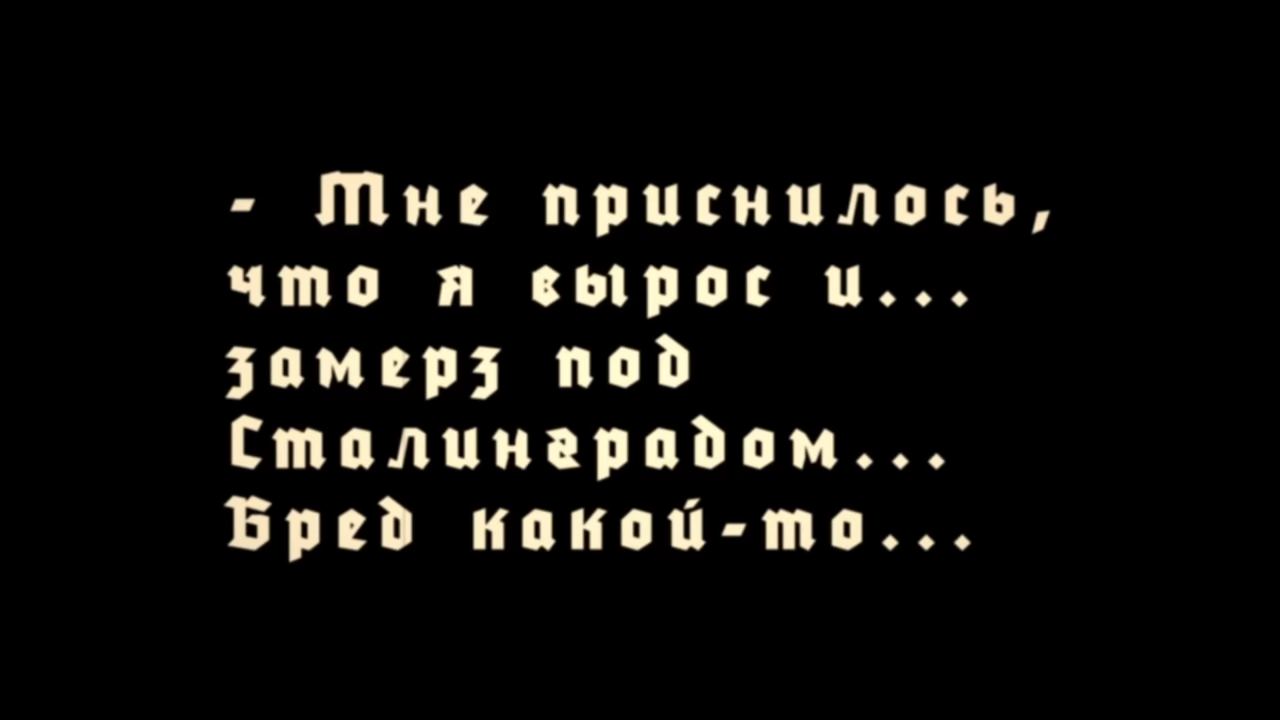 - Мне приснилось,
что я вырос и...
замерз под
Сталинградом...
Бред какой-то...